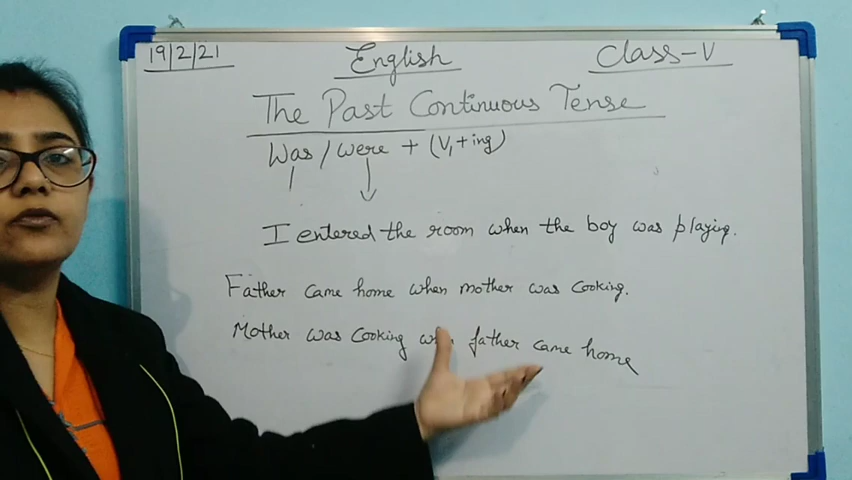 19/2/21 English Class-V
The Past Continuous Tense
Was / were + (V₁ + ing)
I entered the room when the boy was playing.
Father came home when mother was cooking.
Mother was cooking father came home